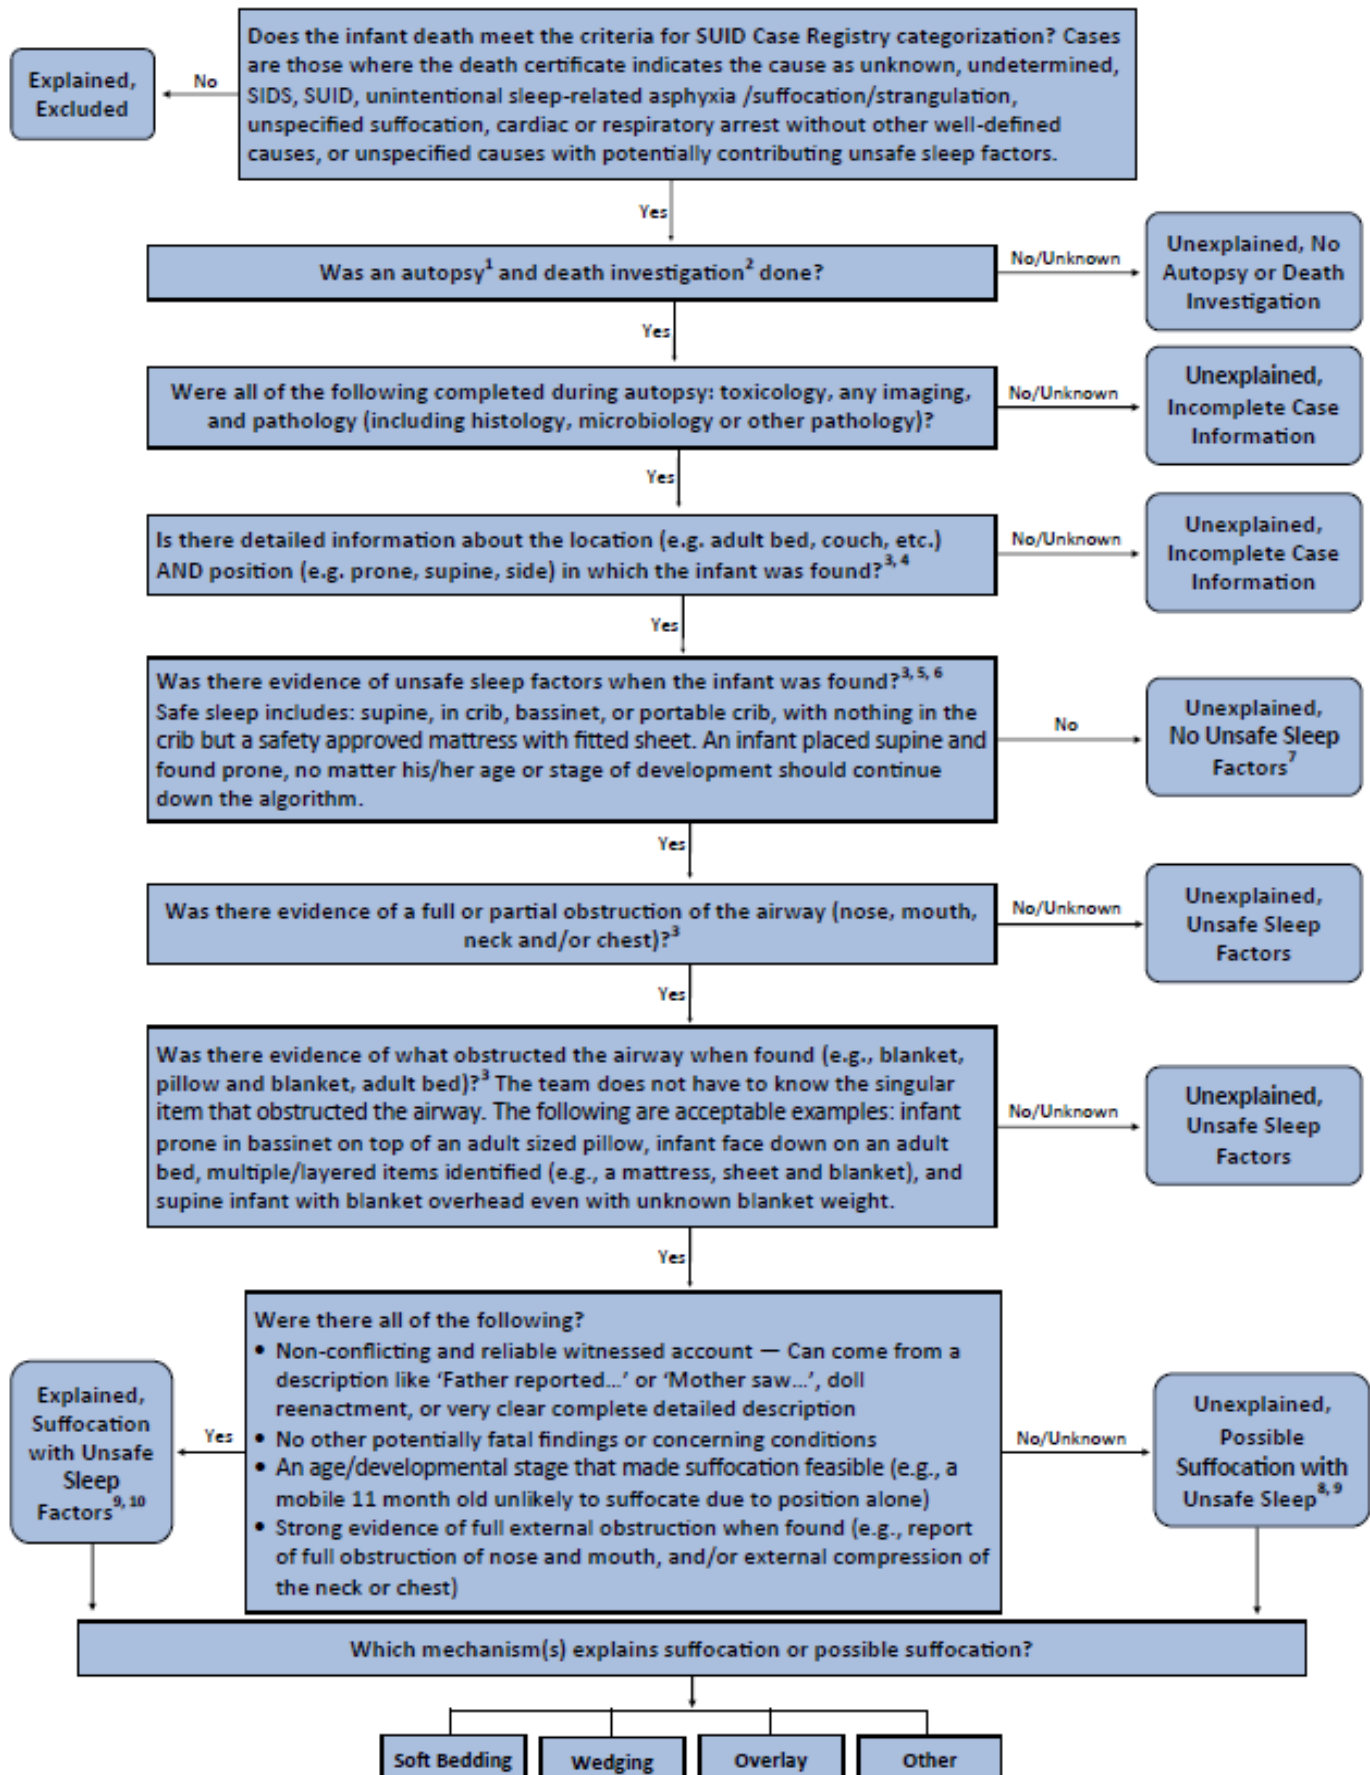 Does the infant death meet the criteria for SUID Case Registry categorization? Cases
are those where the death certificate indicates the cause as unknown, undetermined,
SIDS, SUID, unintentional sleep-related asphyxia /suffocation/strangulation,
unspecified suffocation, cardiac or respiratory arrest without other well-defined
causes, or unspecified causes with potentially contributing unsafe sleep factors.
No
Explained,
Excluded
Yes
Was an autopsy¹ and death investigation² done?
No/Unknown
Unexplained, No
Autopsy or Death
Investigation
Yes
Were all of the following completed during autopsy: toxicology, any imaging,
and pathology (including histology, microbiology or other pathology)?
No/Unknown
Unexplained,
Incomplete Case
Information
Yes
Is there detailed information about the location (e.g. adult bed, couch, etc.)
AND position (e.g. prone, supine, side) in which the infant was found?³, ⁴
No/Unknown
Unexplained,
Incomplete Case
Information
Yes
Was there evidence of unsafe sleep factors when the infant was found?³, ⁵, ⁶
Safe sleep includes: supine, in crib, bassinet, or portable crib, with nothing in the
crib but a safety approved mattress with fitted sheet. An infant placed supine and
found prone, no matter his/her age or stage of development should continue
down the algorithm.
No
Unexplained,
No Unsafe Sleep
Factors⁷
Yes
Was there evidence of a full or partial obstruction of the airway (nose, mouth,
neck and/or chest)?³
No/Unknown
Unexplained,
Unsafe Sleep
Factors
Yes
Was there evidence of what obstructed the airway when found (e.g., blanket,
pillow and blanket, adult bed)?³ The team does not have to know the singular
item that obstructed the airway. The following are acceptable examples: infant
prone in bassinet on top of an adult sized pillow, infant face down on an adult
bed, multiple/layered items identified (e.g., a mattress, sheet and blanket), and
supine infant with blanket overhead even with unknown blanket weight.
No/Unknown
Unexplained,
Unsafe Sleep
Factors
Yes
Were there all of the following?
• Non-conflicting and reliable witnessed account — Can come from a
description like ‘Father reported...’ or ‘Mother saw...’, doll
reenactment, or very clear complete detailed description
• No other potentially fatal findings or concerning conditions
• An age/developmental stage that made suffocation feasible (e.g., a
mobile 11 month old unlikely to suffocate due to position alone)
• Strong evidence of full external obstruction when found (e.g., report
of full obstruction of nose and mouth, and/or external compression of
the neck or chest)
Yes
Explained,
Suffocation
with Unsafe
Sleep
Factors⁹, ¹⁰
No/Unknown
Unexplained,
Possible
Suffocation with
Unsafe Sleep⁸, ⁹
Which mechanism(s) explains suffocation or possible suffocation?
Soft Bedding
Wedging
Overlay
Other